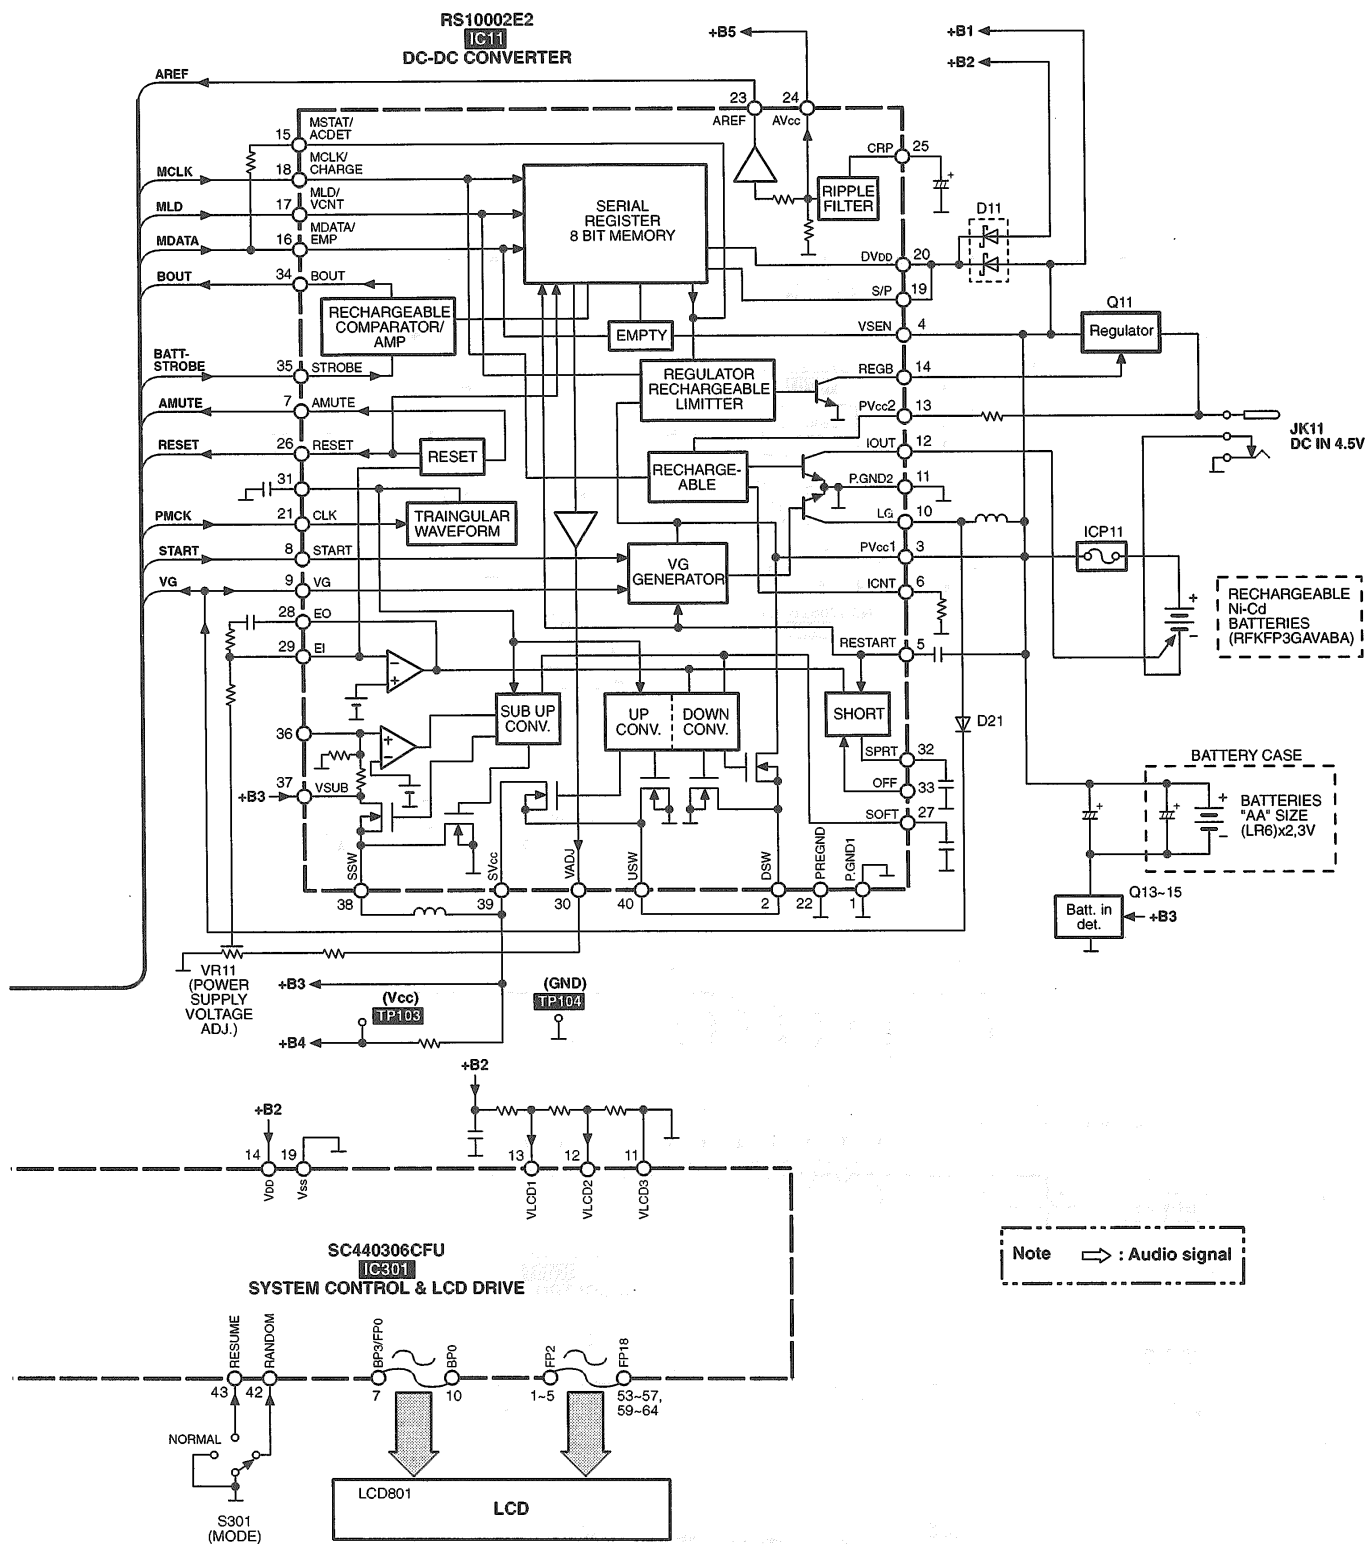 RS10002E2
IC11
DC-DC CONVERTER
+B5
+B1
+B2
AREF
23
24
AREF
AVcc
15
MSTAT/
ACDET
CRP
25
MCLK
18
MCLK/
CHARGE
SERIAL
REGISTER
8 BIT MEMORY
RIPPLE
FILTER
D11
MLD
17
MLD/
VCNT
MDATA
16
MDATA/
EMP
DVDD
20
BOUT
34
BOUT
S/P
19
RECHARGEABLE
COMPARATOR/
AMP
EMPTY
VSEN
4
Q11
Regulator
BATT-
STROBE
35
STROBE
REGULATOR
RECHARGEABLE
LIMITTER
REGB
14
AMUTE
7
AMUTE
PVcc2
13
JK11
DC IN 4.5V
RESET
26
RESET
RESET
RECHARGE-
ABLE
IOUT
12
31
P.GND2
11
PMCK
21
CLK
TRAINGULAR
WAVEFORM
LG
10
START
8
START
VG
GENERATOR
PVcc1
3
ICP11
VG
9
VG
ICNT
6
RECHARGEABLE
Ni-Cd
BATTERIES
(RFKFP3GAVABA)
+
-
28
EO
29
EI
RESTART
5
-
+
SUB UP
CONV.
UP
CONV.
DOWN
CONV.
SHORT
D21
36
+
-
SPRT
32
BATTERY CASE
+B3
37
VSUB
OFF
33
BATTERIES
"AA" SIZE
(LR6)x2,3V
+
-
SOFT
27
SSW
SVcc
VADJ
USW
DSW
PREGND
P.GND1
38
39
30
40
2
22
1
Q13~15
Batt. in
det.
+B3
VR11
(POWER
SUPPLY
VOLTAGE
ADJ.)
+B3
(Vcc)
TP103
(GND)
TP104
+B4
+B2
+B2
14
19
13
12
11
VDD
Vss
VLCD1
VLCD2
VLCD3
SC440306CFU
IC301
SYSTEM CONTROL & LCD DRIVE
Note : Audio signal
RESUME
RANDOM
BP3/FP0
BP0
FP2
FP18
43
42
7
10
1~5
53~57,
59~64
NORMAL
S301
(MODE)
LCD801
LCD